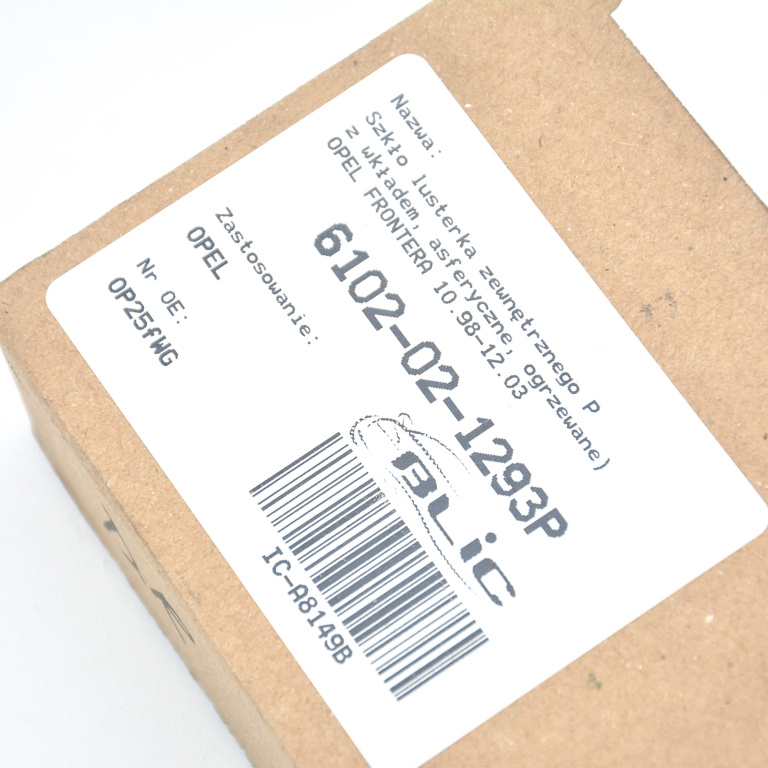 Nazwa:
Szkło lusterka zewnętrznego P
z wkładem, asferyczne, ogrzewane)
OPEL FRONTERA 10.98-12.03
6102-02-1293P
Zastosowanie:
OPEL
Nr OE:
OP25fWG
BLiC
IC-A8149B